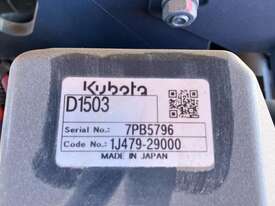 Kubota
D1503
Serial No.: 7PB5796
Code No.: 1J479-29000
MADE IN JAPAN